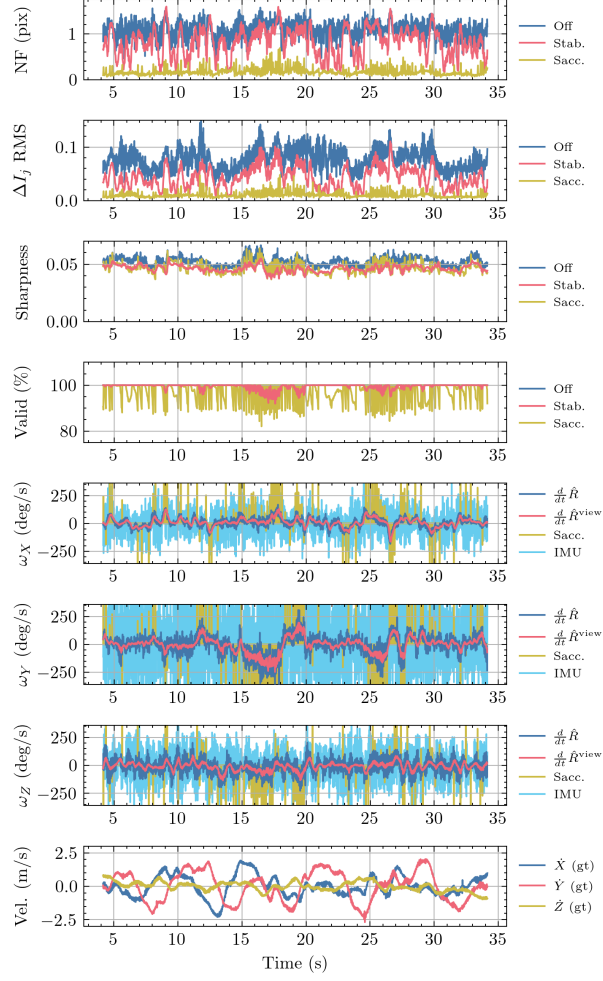 NF (pix)
1
0
5 10 15 20 25 30 35
Off
Stab.
Sacc.
ΔI_j RMS
0.1
0.0
5 10 15 20 25 30 35
Off
Stab.
Sacc.
Sharpness
0.05
0.00
5 10 15 20 25 30 35
Off
Stab.
Sacc.
Valid (%)
100
80
5 10 15 20 25 30 35
Off
Stab.
Sacc.
ω_X (deg/s)
250
0
−250
5 10 15 20 25 30 35
d/dt R̂
d/dt R̂^view
Sacc.
IMU
ω_Y (deg/s)
250
0
−250
5 10 15 20 25 30 35
d/dt R̂
d/dt R̂^view
Sacc.
IMU
ω_Z (deg/s)
250
0
−250
5 10 15 20 25 30 35
d/dt R̂
d/dt R̂^view
Sacc.
IMU
Vel. (m/s)
2.5
0.0
−2.5
5 10 15 20 25 30 35
Ẋ (gt)
Ẏ (gt)
Ż (gt)
Time (s)